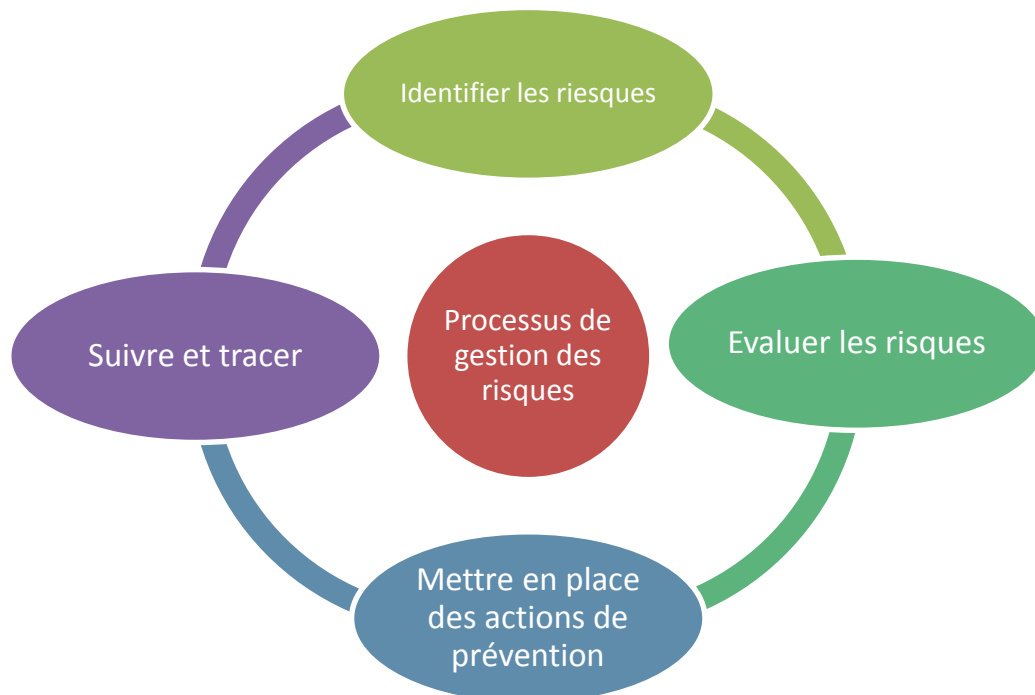 Identifier les riesques
Processus de
gestion des
risques
Evaluer les risques
Suivre et tracer
Mettre en place
des actions de
prévention